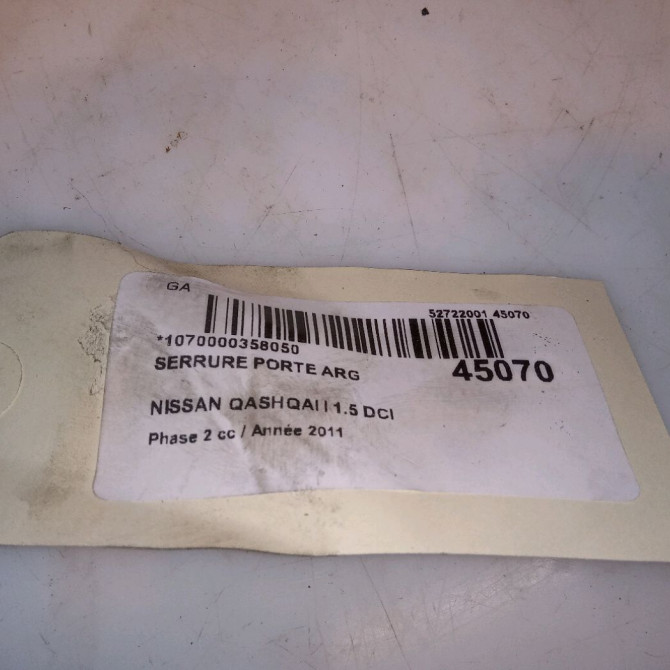 GA
52722001 45070
*1070000358050
SERRURE PORTE ARG
45070
NISSAN QASHQAI I 1.5 DCI
Phase 2 cc / Année 2011